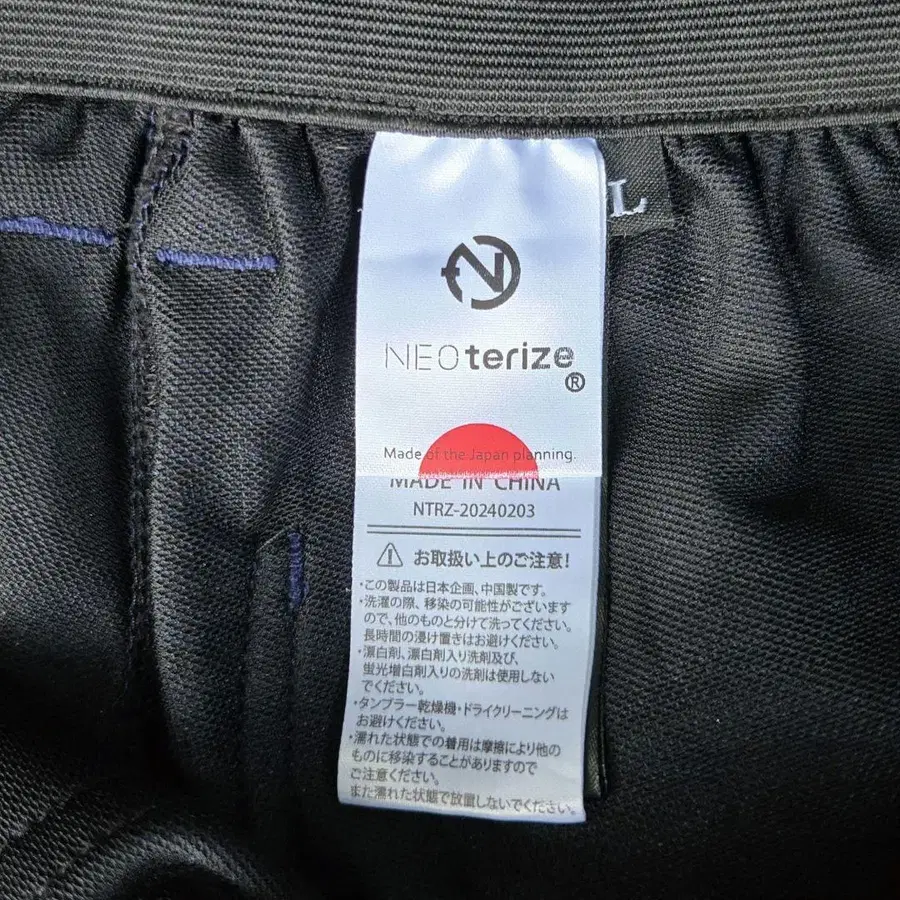 L
N
NEOterize
®
Made of the Japan planning.
MADE IN CHINA
NTRZ-20240203
お取扱い上のご注意!
・この製品は日本企画、中国製です。
・洗濯の際、移染の可能性がございます
ので、他のものと分けて洗ってください。
長時間の浸け置きはお避けください。
・漂白剤、漂白剤入り洗剤及び、
蛍光増白剤入りの洗剤は使用しない
でください。
・タンブラー乾燥機・ドライクリーニングは
お避けください。
・濡れた状態での着用は摩擦により他の
ものに移染することがありますので
ご注意ください。
また濡れた状態で放置しないでください。